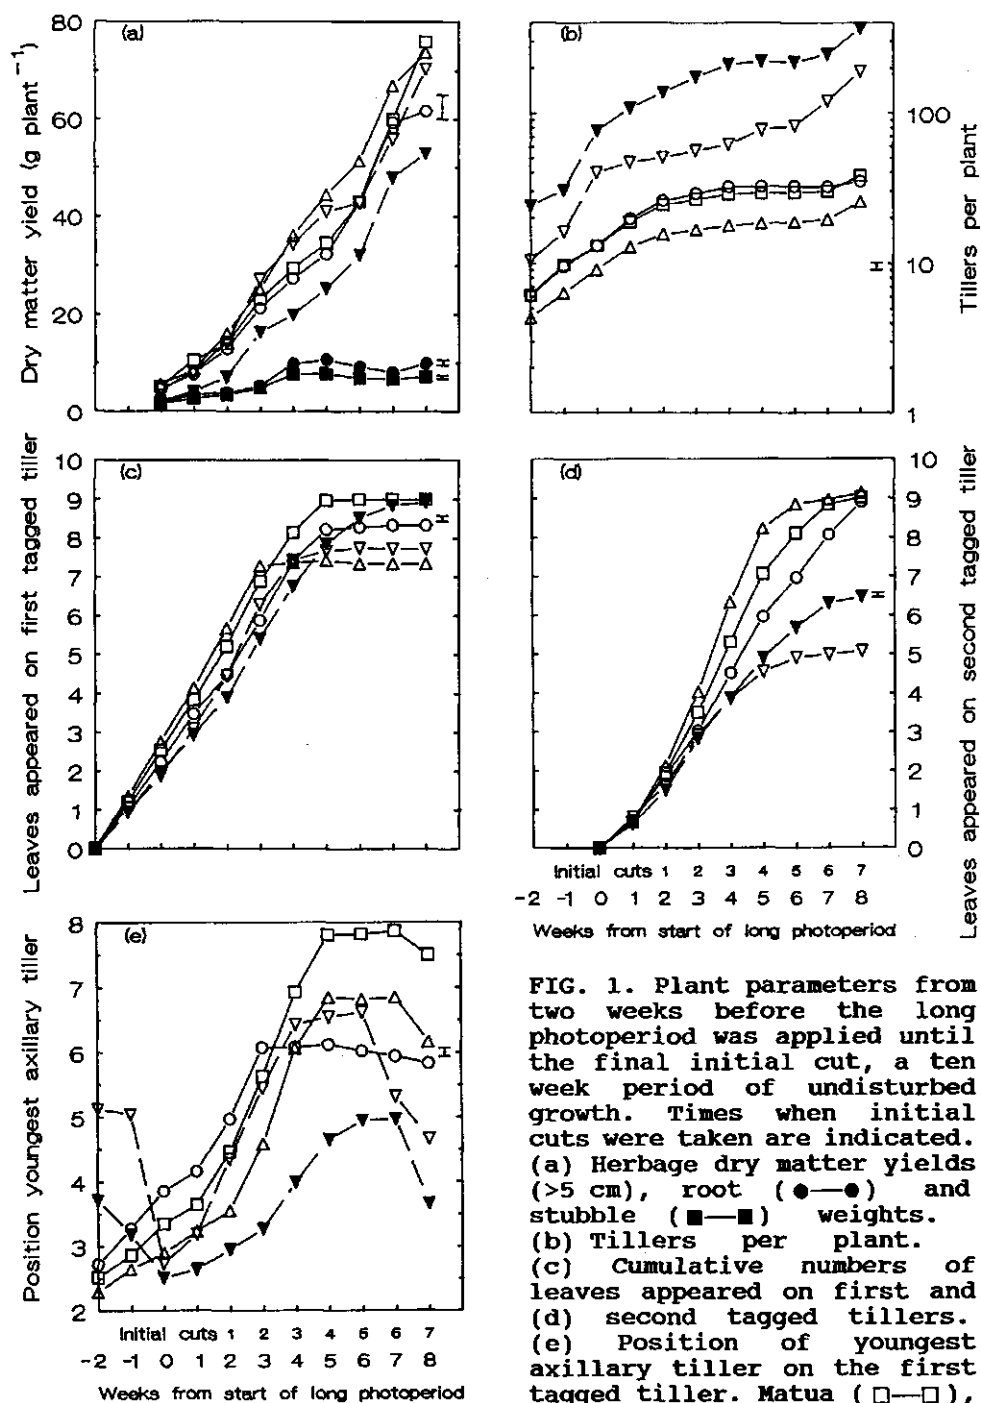 (a)
Dry matter yield (g plant⁻¹)
80
60
40
20
0
(b)
Tillers per plant
100
10
1
(c)
Leaves appeared on first tagged tiller
10
9
8
7
6
5
4
3
2
1
0
(d)
Leaves appeared on second tagged tiller
10
9
8
7
6
5
4
3
2
1
0
Initial cuts 1 2 3 4 5 6 7
-2 -1 0 1 2 3 4 5 6 7 8
Weeks from start of long photoperiod
(e)
Position youngest axillary tiller
8
7
6
5
4
3
2
Initial cuts 1 2 3 4 5 6 7
-2 -1 0 1 2 3 4 5 6 7 8
Weeks from start of long photoperiod
FIG. 1. Plant parameters from
two weeks before the long
photoperiod was applied until
the final initial cut, a ten
week period of undisturbed
growth. Times when initial
cuts were taken are indicated.
(a) Herbage dry matter yields
(>5 cm), root (●—●) and
stubble (■—■) weights.
(b) Tillers per plant.
(c) Cumulative numbers of
leaves appeared on first and
(d) second tagged tillers.
(e) Position of youngest
axillary tiller on the first
tagged tiller. Matua (□—□),